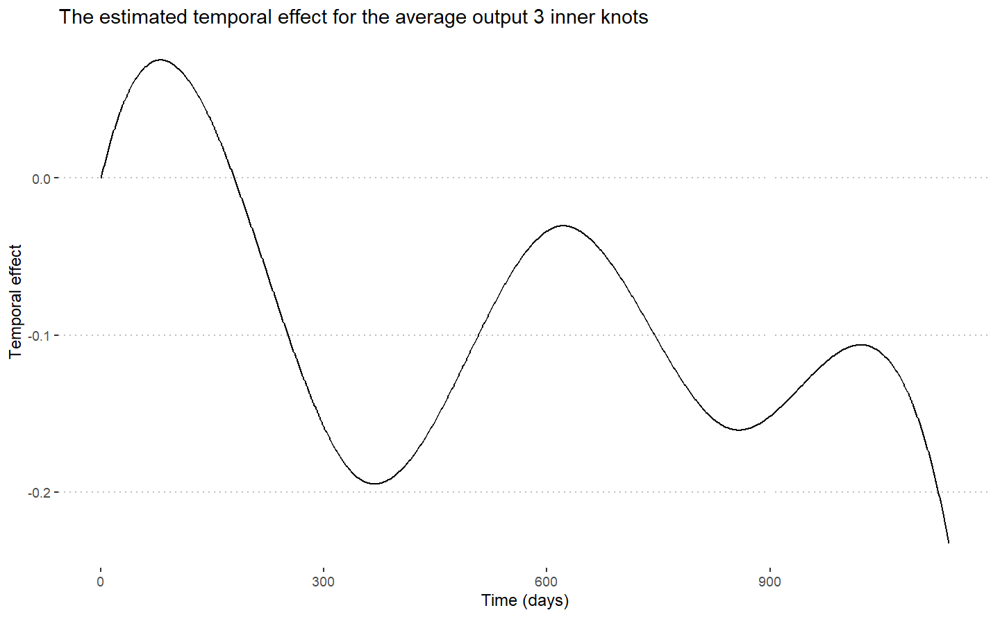 The estimated temporal effect for the average output 3 inner knots
Temporal effect
0.0
-0.1
-0.2
0
300
600
900
Time (days)